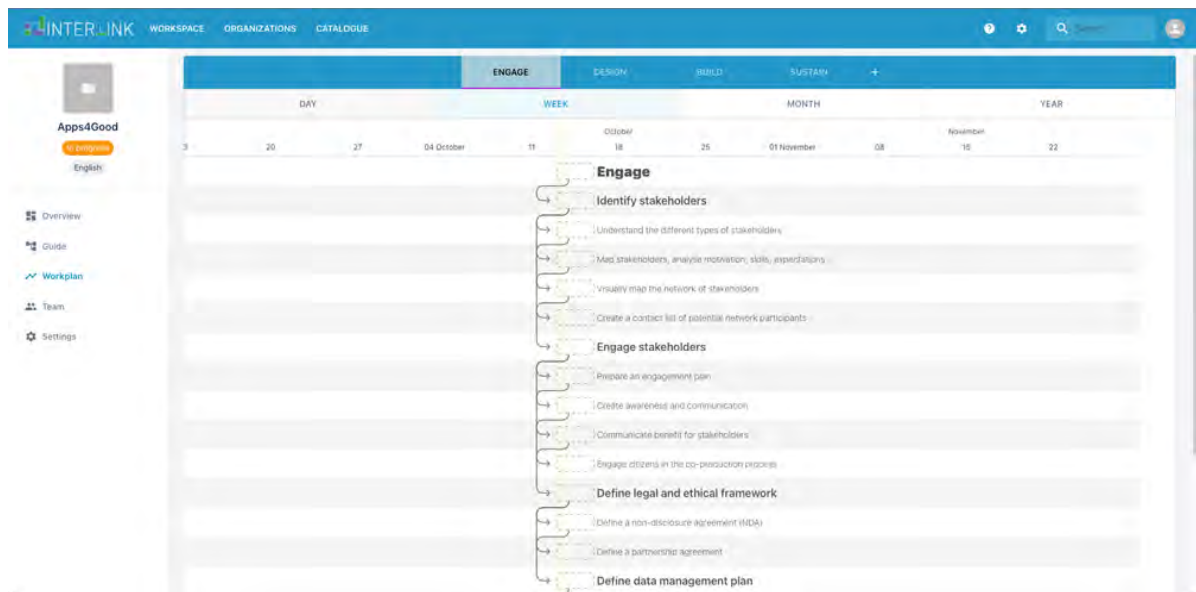 INTERLINK WORKSPACE ORGANIZATIONS CATALOGUE
ENGAGE DESIGN BUILD SUSTAIN +
DAY WEEK MONTH YEAR
Apps4Good
In progress
English
October November
20 27 04 October 11 18 25 01 November 08 15 22
Engage
Identify stakeholders
Overview
Understand the different types of stakeholders
Guide
Map stakeholders, analyse motivation, skills, expectations
Workplan
Visually map the network of stakeholders
Team
Create a contact list of potential network participants
Settings
Engage stakeholders
Prepare an engagement plan
Create awareness and communication
Communicate benefit for stakeholders
Engage citizens in the co-production process
Define legal and ethical framework
Define a non-disclosure agreement (NDA)
Define a partnership agreement
Define data management plan